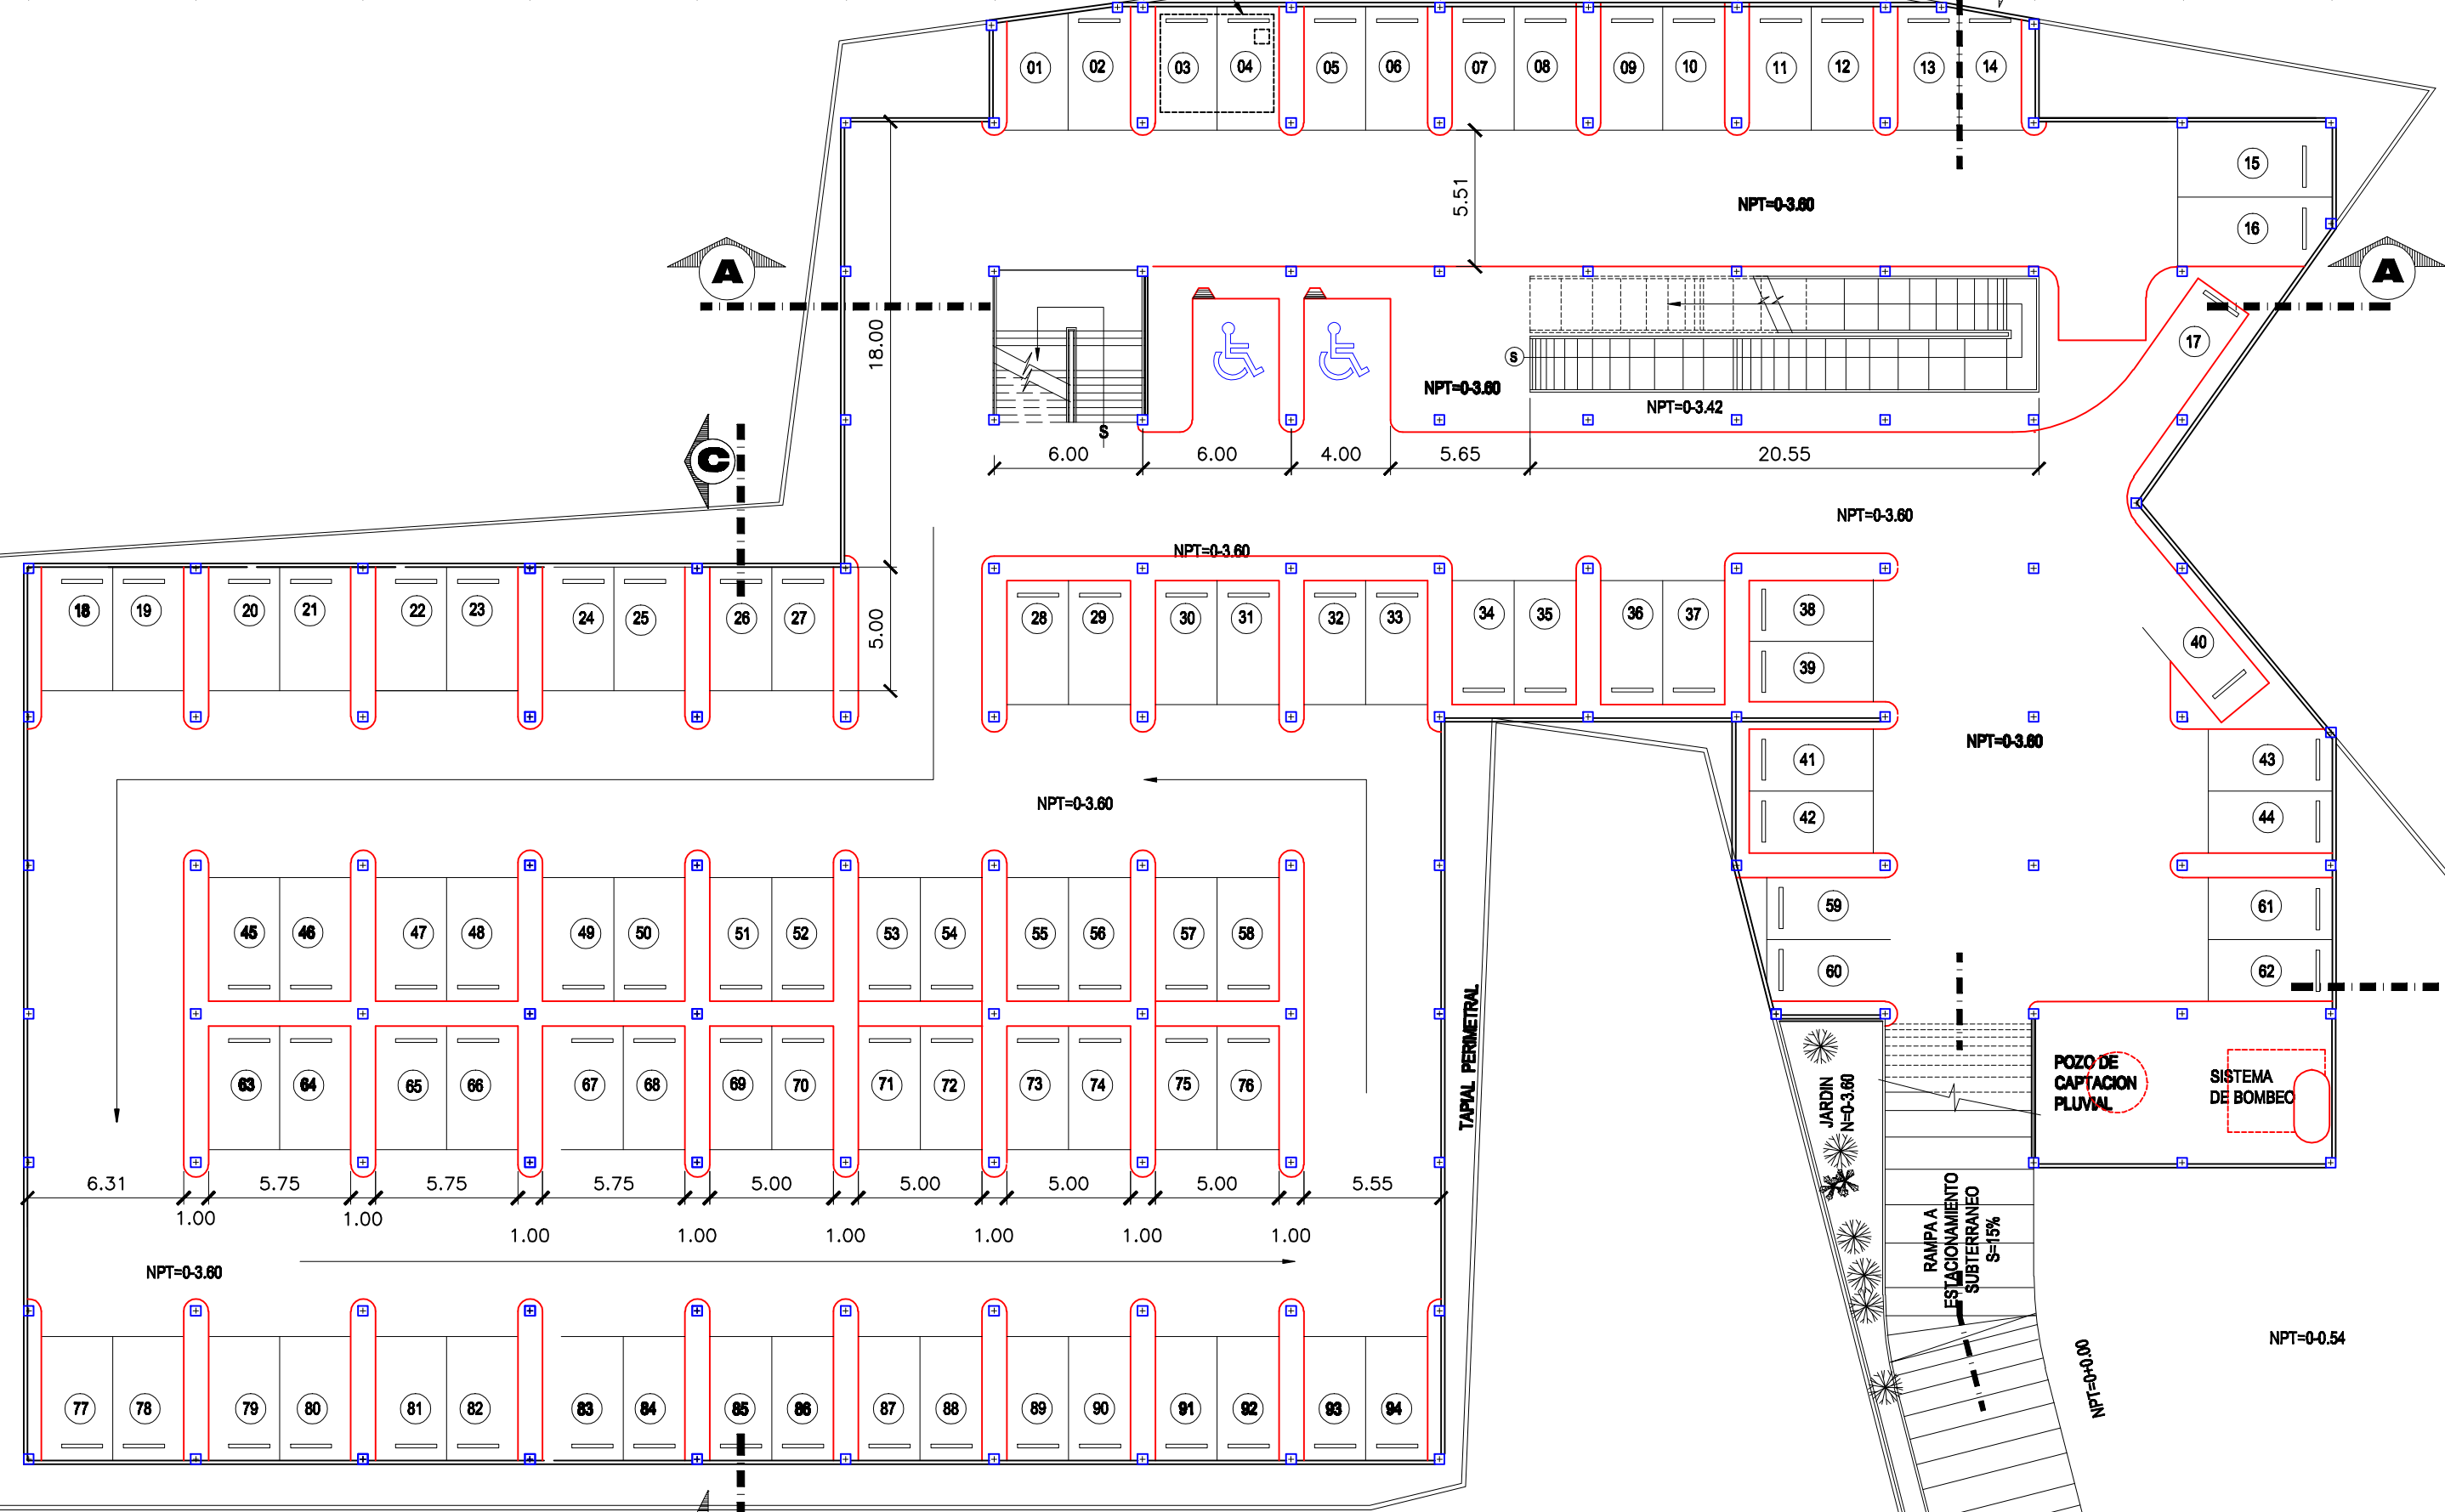 01 02 03 04 05 06 07 08 09 10 11 12 13 14
15
5.51
NPT=0-3.60
16
A
A
17
18.00
S
NPT=0-3.60
NPT=0-3.42
S
C
6.00 6.00 4.00 5.65 20.55
NPT=0-3.60
NPT=0-3.60
18 19 20 21 22 23 24 25 26 27
5.00
28 29 30 31 32 33 34 35 36 37
38
39
40
NPT=0-3.60
41
42
43
44
NPT=0-3.60
45 46 47 48 49 50 51 52 53 54 55 56 57 58
59
60
61
62
TAPIAL PERIMETRAL
63 64 65 66 67 68 69 70 71 72 73 74 75 76
JARDIN
N=0-3.60
POZO DE
CAPTACION
PLUVIAL
SISTEMA
DE BOMBEO
6.31 5.75 5.75 5.75 5.00 5.00 5.00 5.00 5.55
1.00 1.00 1.00 1.00 1.00 1.00 1.00 1.00
RAMPA A
ESTACIONAMIENTO
SUBTERRANEO
S=15%
NPT=0-3.60
NPT=0-0.54
NPT=0+0.00
77 78 79 80 81 82 83 84 85 86 87 88 89 90 91 92 93 94